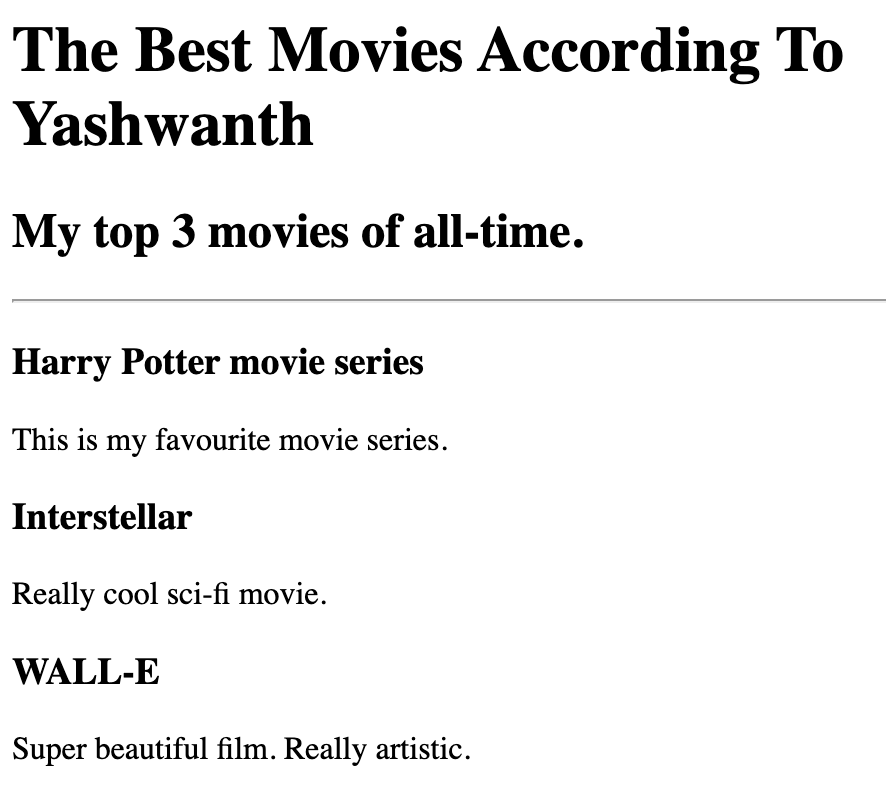 The Best Movies According To
Yashwanth
My top 3 movies of all-time.
Harry Potter movie series
This is my favourite movie series.
Interstellar
Really cool sci-fi movie.
WALL-E
Super beautiful film. Really artistic.